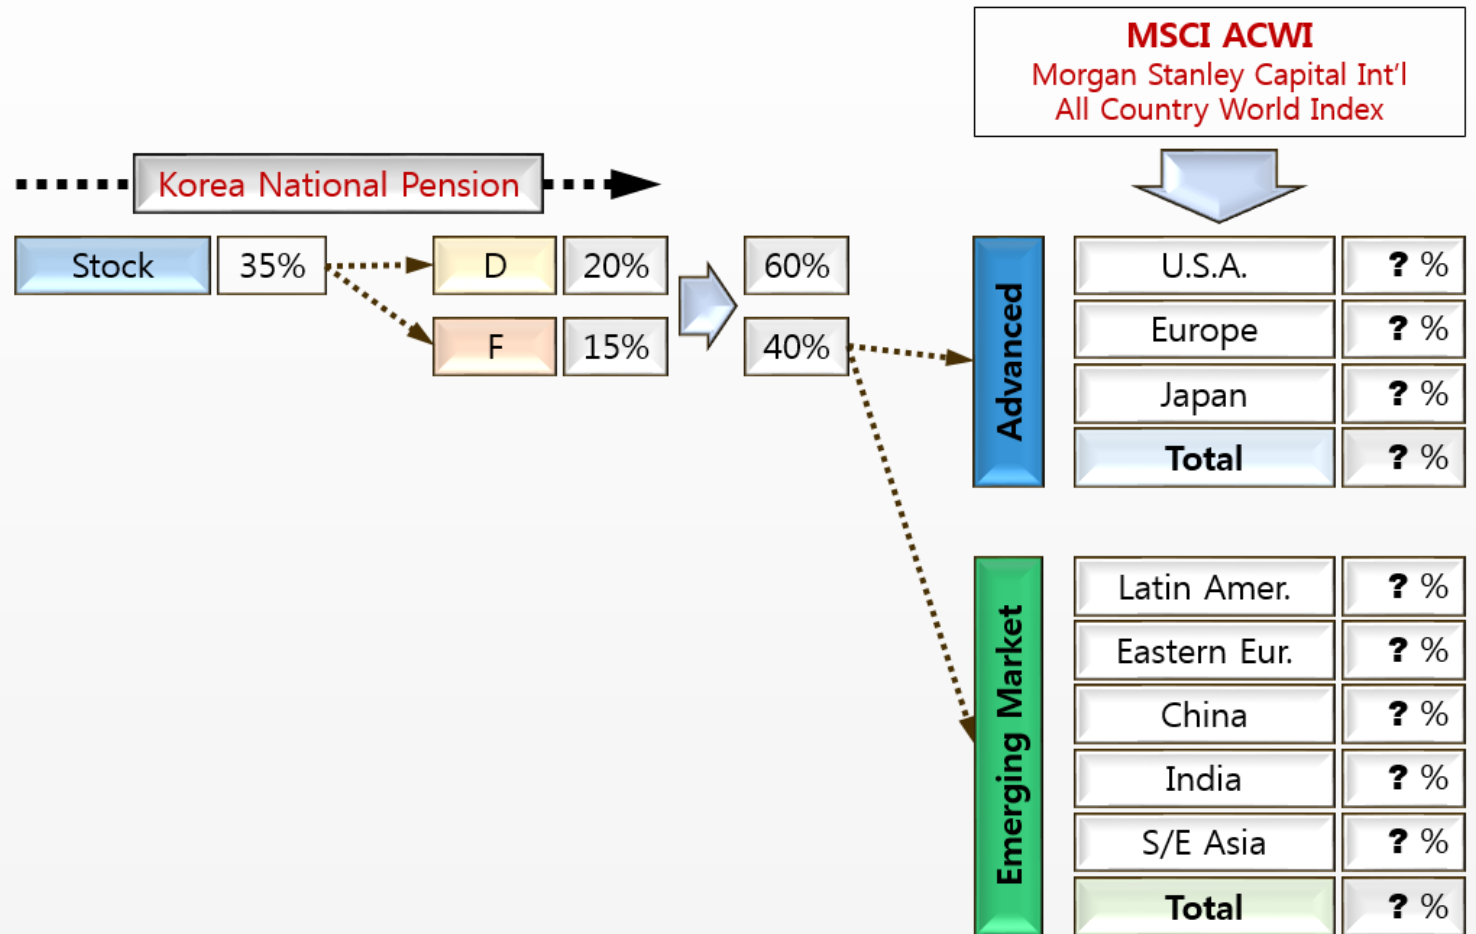 MSCI ACWI
Morgan Stanley Capital Int'l
All Country World Index
Korea National Pension
Stock 35% D 20% 60%
F 15% 40%
Advanced
U.S.A. ? %
Europe ? %
Japan ? %
Total ? %
Emerging Market
Latin Amer. ? %
Eastern Eur. ? %
China ? %
India ? %
S/E Asia ? %
Total ? %